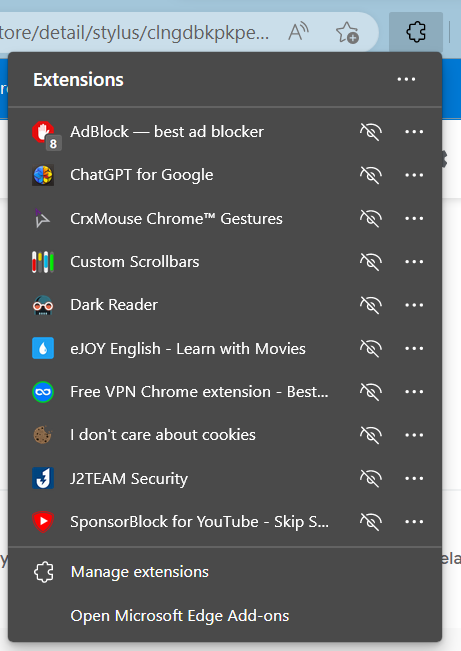 tore/detail/stylus/clngdbkpkpe...
Extensions
AdBlock — best ad blocker
8
ChatGPT for Google
CrxMouse Chrome™ Gestures
Custom Scrollbars
Dark Reader
eJOY English - Learn with Movies
Free VPN Chrome extension - Best...
I don't care about cookies
J2TEAM Security
SponsorBlock for YouTube - Skip S...
Manage extensions
Open Microsoft Edge Add-ons